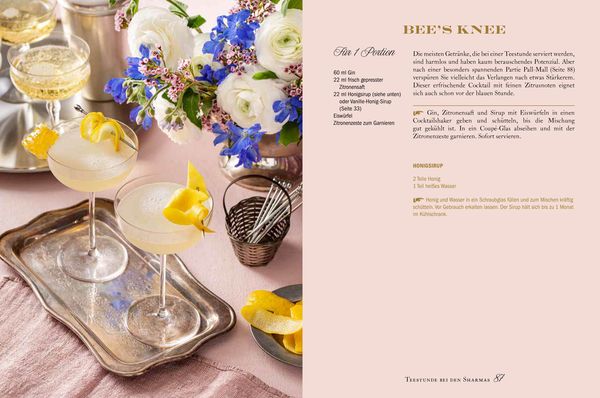 BEE'S KNEE
Für 1 Portion
60 ml Gin
22 ml frisch gepresster
Zitronensaft
22 ml Honigsirup (siehe unten)
oder Vanille-Honig-Sirup
(Seite 33)
Eiswürfel
Zitronenzeste zum Garnieren
Die meisten Getränke, die bei einer Teestunde serviert werden,
sind harmlos und haben kaum berauschendes Potenzial. Aber
nach einer besonders spannenden Partie Pall-Mall (Seite 88)
verspüren Sie vielleicht das Verlangen nach etwas Stärkerem.
Dieser erfrischende Cocktail mit feinen Zitrusnoten eignet
sich auch schon vor der blauen Stunde.
Gin, Zitronensaft und Sirup mit Eiswürfeln in einen
Cocktailshaker geben und schütteln, bis die Mischung
gut gekühlt ist. In ein Coupé-Glas abseihen und mit der
Zitronenzeste garnieren. Sofort servieren.
HONIGSIRUP
2 Teile Honig
1 Teil heißes Wasser
Honig und Wasser in ein Schraubglas füllen und zum Mischen kräftig
schütteln. Vor Gebrauch erkalten lassen. Der Sirup hält sich bis zu 1 Monat
im Kühlschrank.
Teestunde bei den Sharmas 87